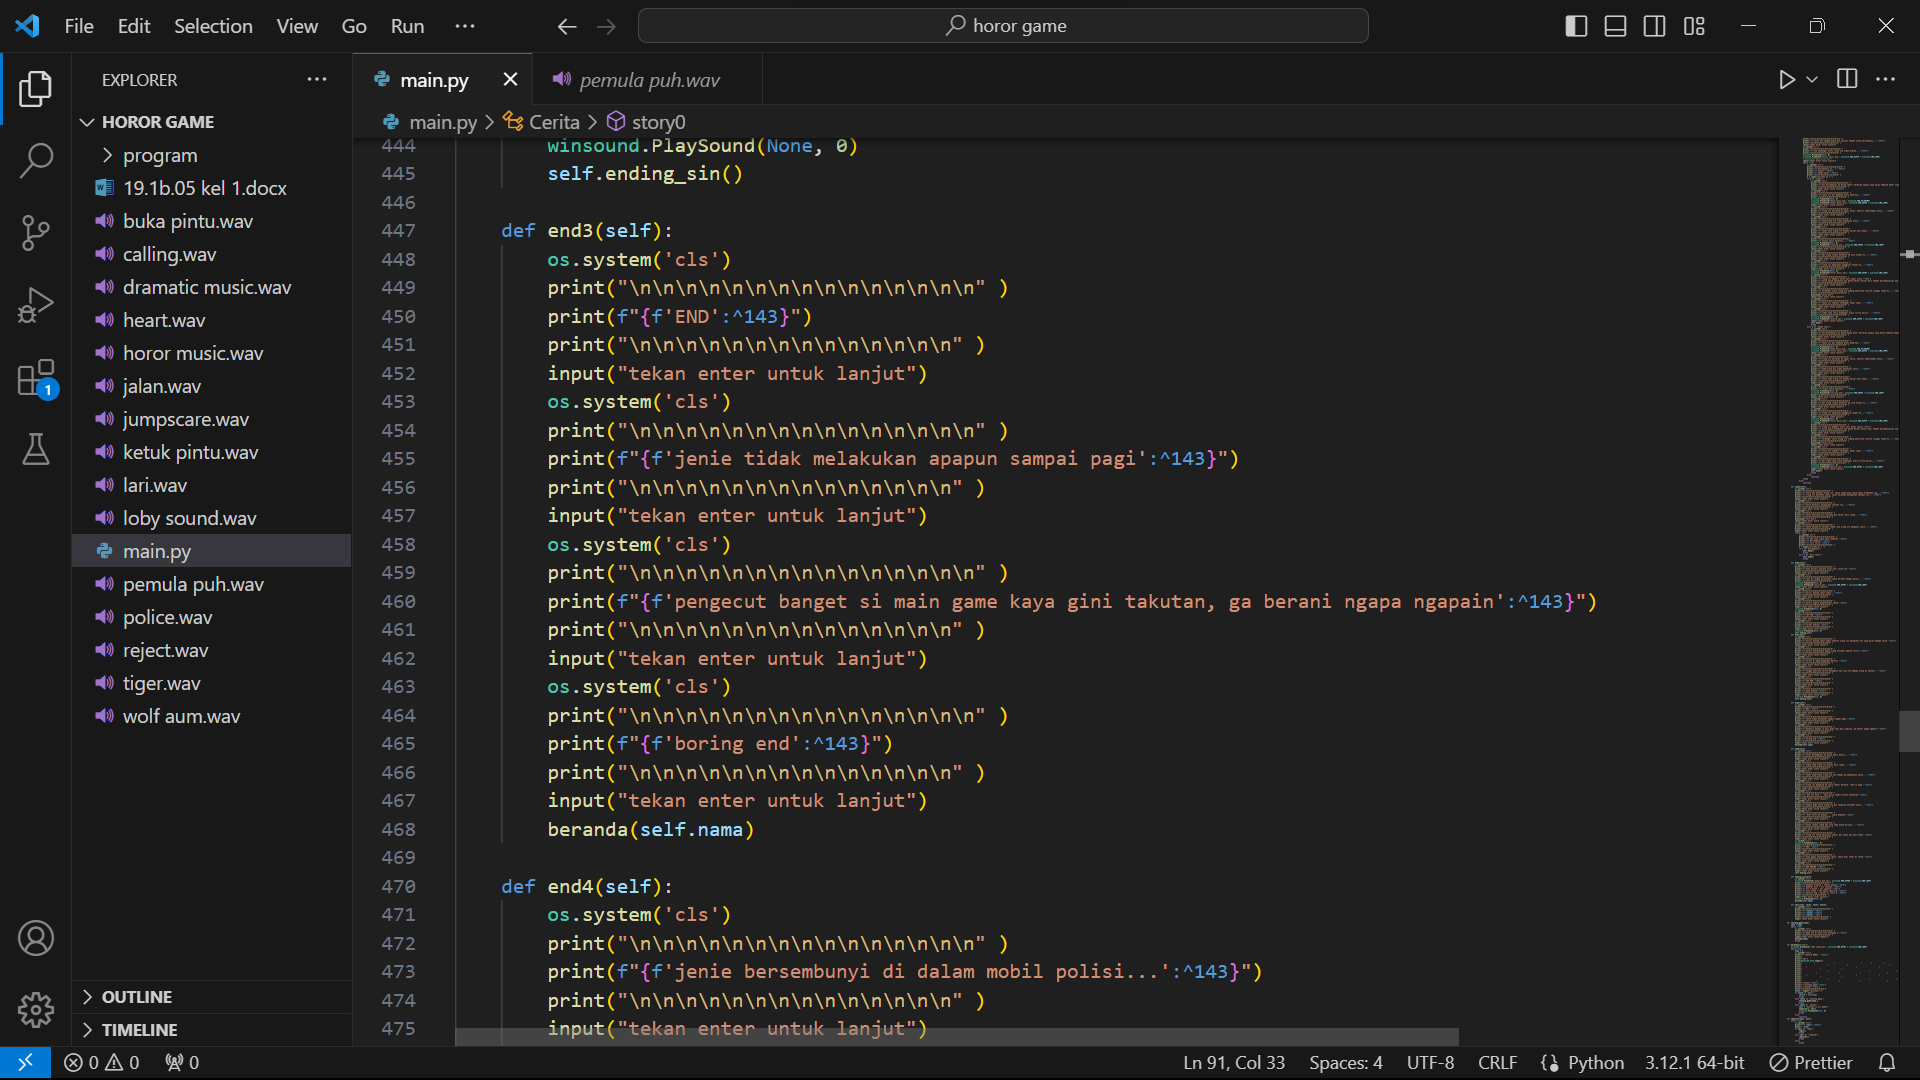 File Edit Selection View Go Run ···
horor game
EXPLORER
main.py
pemula puh.wav
HOROR GAME
main.py > Cerita > story0
program
19.1b.05 kel 1.docx
buka pintu.wav
calling.wav
dramatic music.wav
heart.wav
horor music.wav
jalan.wav
jumpscare.wav
ketuk pintu.wav
lari.wav
loby sound.wav
main.py
pemula puh.wav
police.wav
reject.wav
tiger.wav
wolf aum.wav
1
OUTLINE
TIMELINE
444 winsound.PlaySound(None, 0)
445 self.ending_sin()
446
447 def end3(self):
448 os.system('cls')
449 print("\n\n\n\n\n\n\n\n\n\n\n\n\n\n\n" )
450 print(f"{f'END':^143}")
451 print("\n\n\n\n\n\n\n\n\n\n\n\n\n\n" )
452 input("tekan enter untuk lanjut")
453 os.system('cls')
454 print("\n\n\n\n\n\n\n\n\n\n\n\n\n\n\n" )
455 print(f"{f'jenie tidak melakukan apapun sampai pagi':^143}")
456 print("\n\n\n\n\n\n\n\n\n\n\n\n\n\n" )
457 input("tekan enter untuk lanjut")
458 os.system('cls')
459 print("\n\n\n\n\n\n\n\n\n\n\n\n\n\n\n" )
460 print(f"{f'pengecut banget si main game kaya gini takutan, ga berani ngapa ngapain':^143}")
461 print("\n\n\n\n\n\n\n\n\n\n\n\n\n\n" )
462 input("tekan enter untuk lanjut")
463 os.system('cls')
464 print("\n\n\n\n\n\n\n\n\n\n\n\n\n\n\n" )
465 print(f"{f'boring end':^143}")
466 print("\n\n\n\n\n\n\n\n\n\n\n\n\n\n" )
467 input("tekan enter untuk lanjut")
468 beranda(self.nama)
469
470 def end4(self):
471 os.system('cls')
472 print("\n\n\n\n\n\n\n\n\n\n\n\n\n\n\n" )
473 print(f"{f'jenie bersembunyi di dalam mobil polisi...':^143}")
474 print("\n\n\n\n\n\n\n\n\n\n\n\n\n\n" )
475 input("tekan enter untuk lanjut")
0 0 0 Ln 91, Col 33 Spaces: 4 UTF-8 CRLF Python 3.12.1 64-bit Prettier